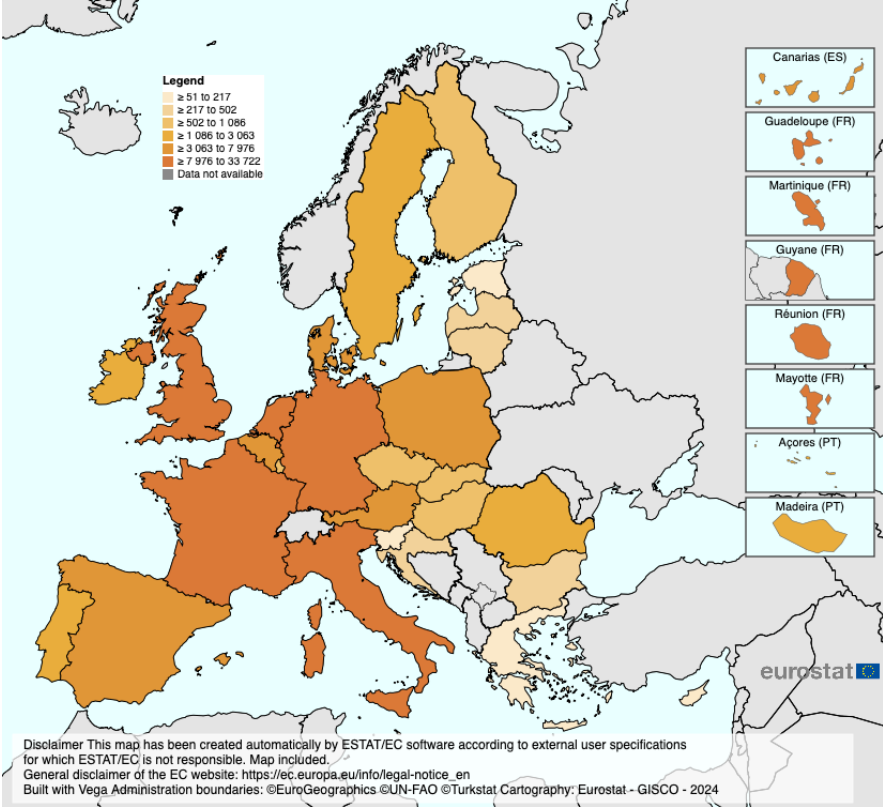 Legend
≥ 51 to 217
≥ 217 to 502
≥ 502 to 1 086
≥ 1 086 to 3 063
≥ 3 063 to 7 976
≥ 7 976 to 33 722
Data not available
Canarias (ES)
Guadeloupe (FR)
Martinique (FR)
Guyane (FR)
Réunion (FR)
Mayotte (FR)
Açores (PT)
Madeira (PT)
eurostat
Disclaimer This map has been created automatically by ESTAT/EC software according to external user specifications
for which ESTAT/EC is not responsible. Map included.
General disclaimer of the EC website: https://ec.europa.eu/info/legal-notice_en
Built with Vega Administration boundaries: ©EuroGeographics ©UN-FAO ©Turkstat Cartography: Eurostat - GISCO - 2024